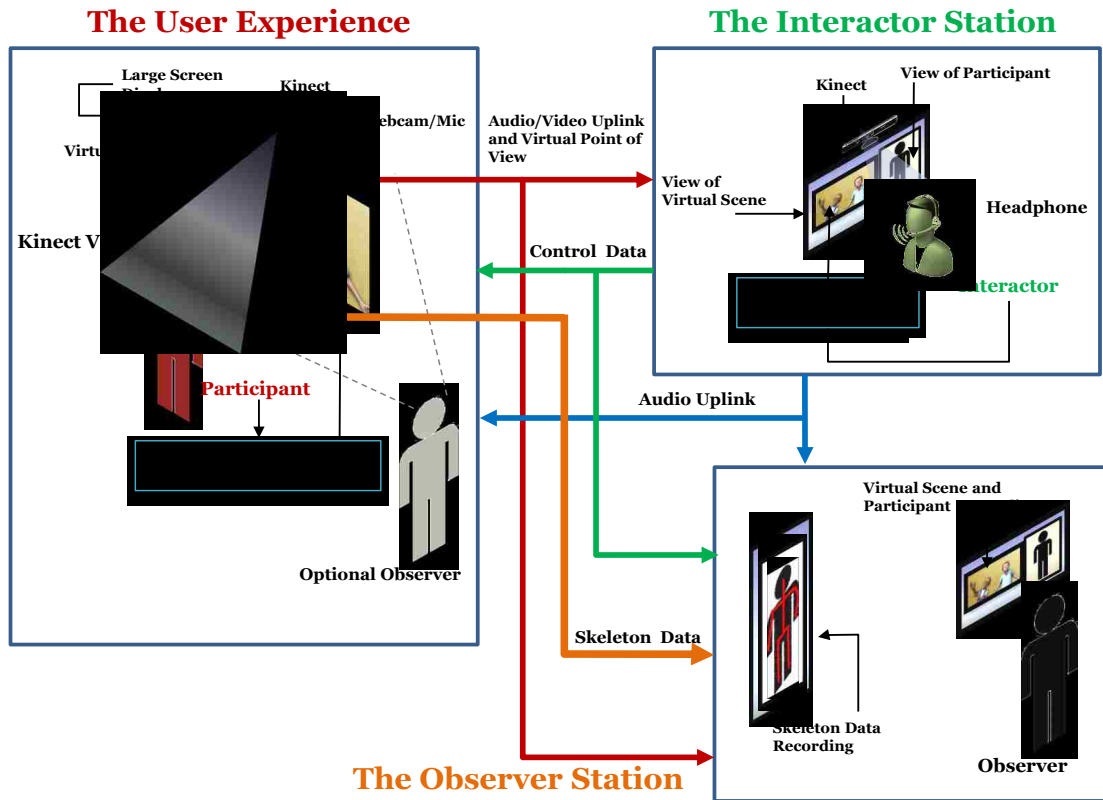 The User Experience
The Interactor Station
Large Screen
Kinect
Kinect
View of Participant
Audio/Video Uplink
and Virtual Point of
View
View of
Virtual Scene
Headphone
Control Data
Interactor
Participant
Audio Uplink
Virtual Scene and
Participant
Optional Observer
Skeleton Data
Skeleton Data
Recording
Observer
The Observer Station